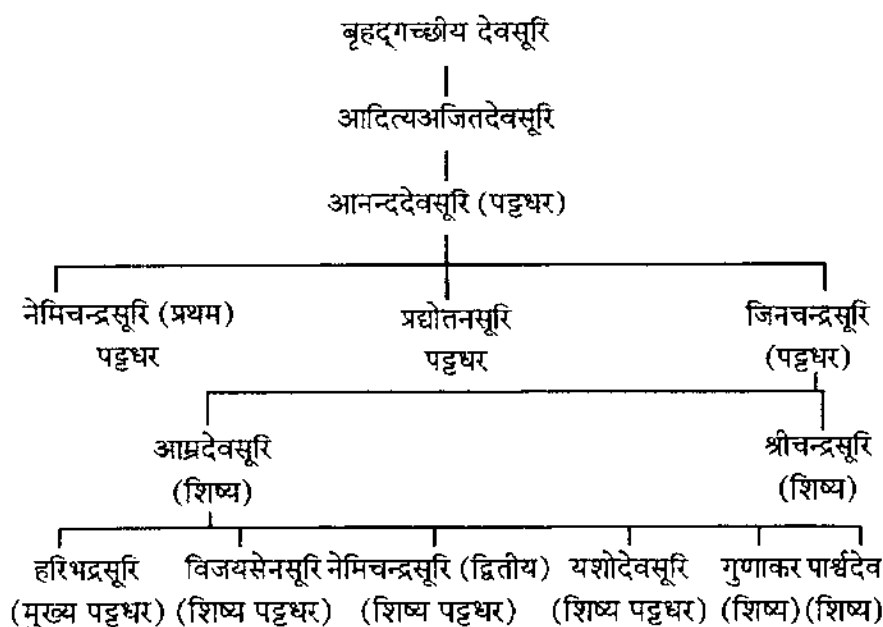 बृहद्गच्छीय देवसूरि
आदित्यअजितदेवसूरि
आनन्ददेवसूरि (पट्टधर)
नेमिचन्द्रसूरि (प्रथम) प्रद्योतनसूरि जिनचन्द्रसूरि
पट्टधर पट्टधर (पट्टधर)
आम्रदेवसूरि श्रीचन्द्रसूरि
(शिष्य) (शिष्य)
हरिभद्रसूरि विजयसेनसूरि नेमिचन्द्रसूरि (द्वितीय) यशोदेवसूरि गुणाकर पार्श्वदेव
(मुख्य पट्टधर) (शिष्य पट्टधर) (शिष्य पट्टधर) (शिष्य पट्टधर) (शिष्य) (शिष्य)